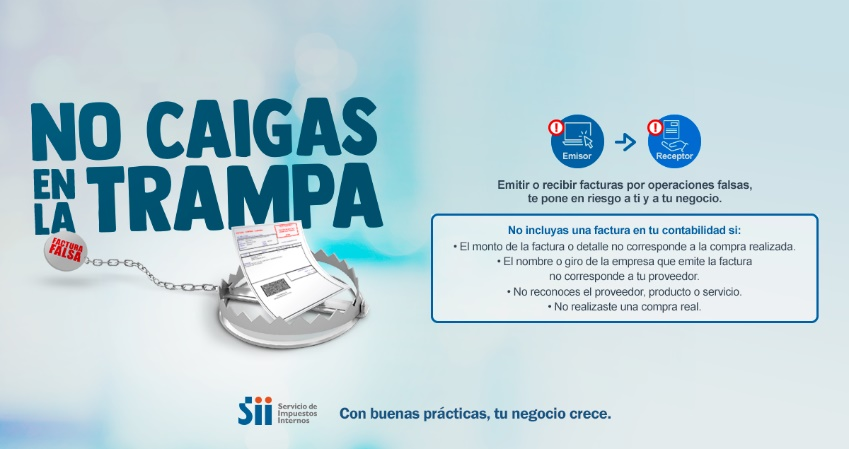 NO CAIGAS
EN
LA
TRAMPA
FACTURA
FALSA
Emisor
Receptor
Emitir o recibir facturas por operaciones falsas,
te pone en riesgo a ti y a tu negocio.
No incluyas una factura en tu contabilidad si:
• El monto de la factura o detalle no corresponde a la compra realizada.
• El nombre o giro de la empresa que emite la factura
no corresponde a tu proveedor.
• No reconoces el proveedor, producto o servicio.
• No realizaste una compra real.
Sii
Servicio de
Impuestos
Internos
Con buenas prácticas, tu negocio crece.